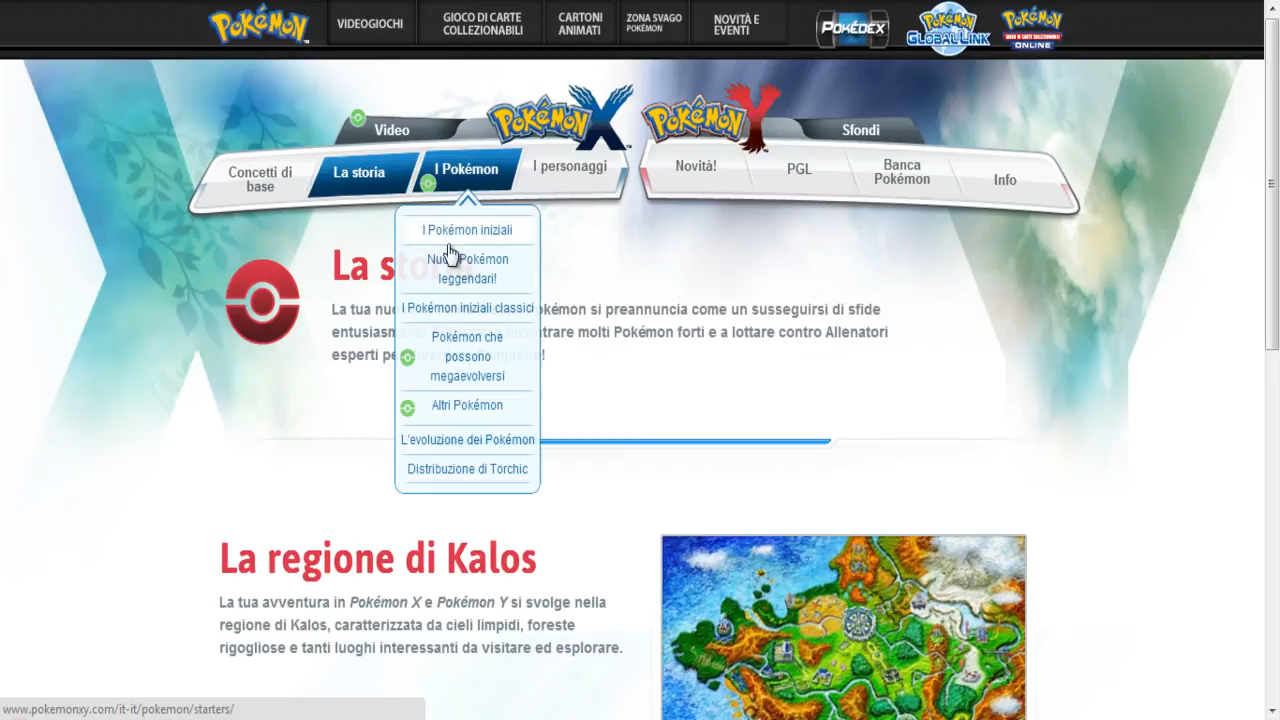 Pokémon
VIDEOGIOCHI
GIOCO DI CARTE
COLLEZIONABILI
CARTONI
ANIMATI
ZONA SVAGO
POKÉMON
NOVITÀ E
EVENTI
POKÉDEX
Pokémon
GLOBAL LINK
Pokémon
ONLINE
Video
Pokémon X
Pokémon Y
Sfondi
Concetti di
base
La storia
I Pokémon
I personaggi
Novità!
PGL
Banca
Pokémon
Info
I Pokémon iniziali
Pokémon
leggendari!
I Pokémon iniziali classici
Pokémon che
possono
megaevolversi
Altri Pokémon
L'evoluzione dei Pokémon
Distribuzione di Torchic
La s
La tua
Pokémon si preannuncia come un susseguirsi di sfide
entusiasm
ontrare molti Pokémon forti e a lottare contro Allenatori
esperti pe
La regione di Kalos
La tua avventura in Pokémon X e Pokémon Y si svolge nella
regione di Kalos, caratterizzata da cieli limpidi, foreste
rigogliose e tanti luoghi interessanti da visitare ed esplorare.
www.pokemonxy.com/it-it/pokemon/starters/